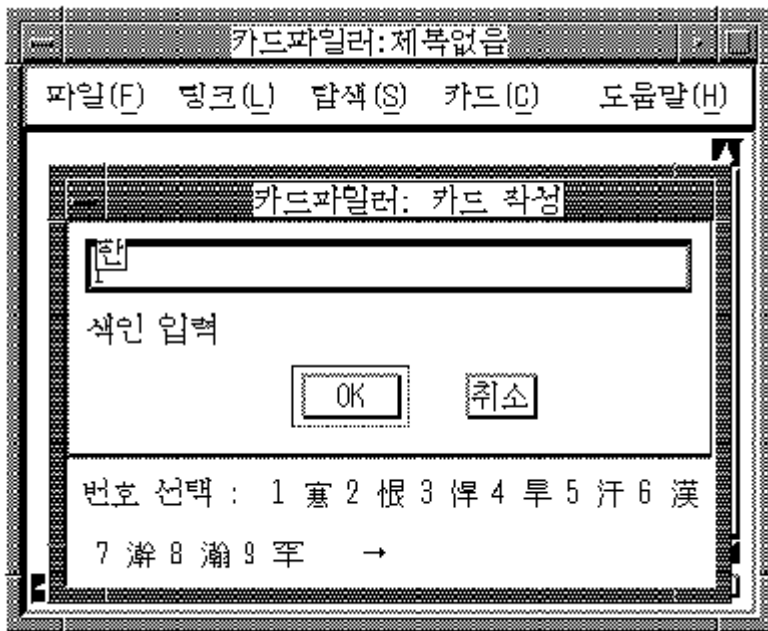 카드파일러:제목없음
파일(F) 링크(L) 탐색(S) 카드(C) 도움말(H)
카드파일러: 카드 작성
한
색인 입력
OK 취소
번호 선택 : 1 寒 2 恨 3 悍 4 旱 5 汗 6 漢
7 澣 8 瀚 9 罕 →